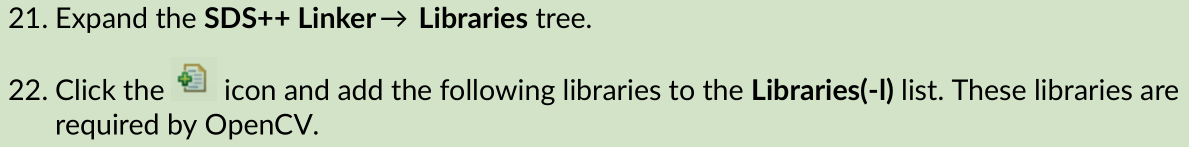 21. Expand the SDS++ Linker→ Libraries tree.
22. Click the icon and add the following libraries to the Libraries(-l) list. These libraries are
required by OpenCV.